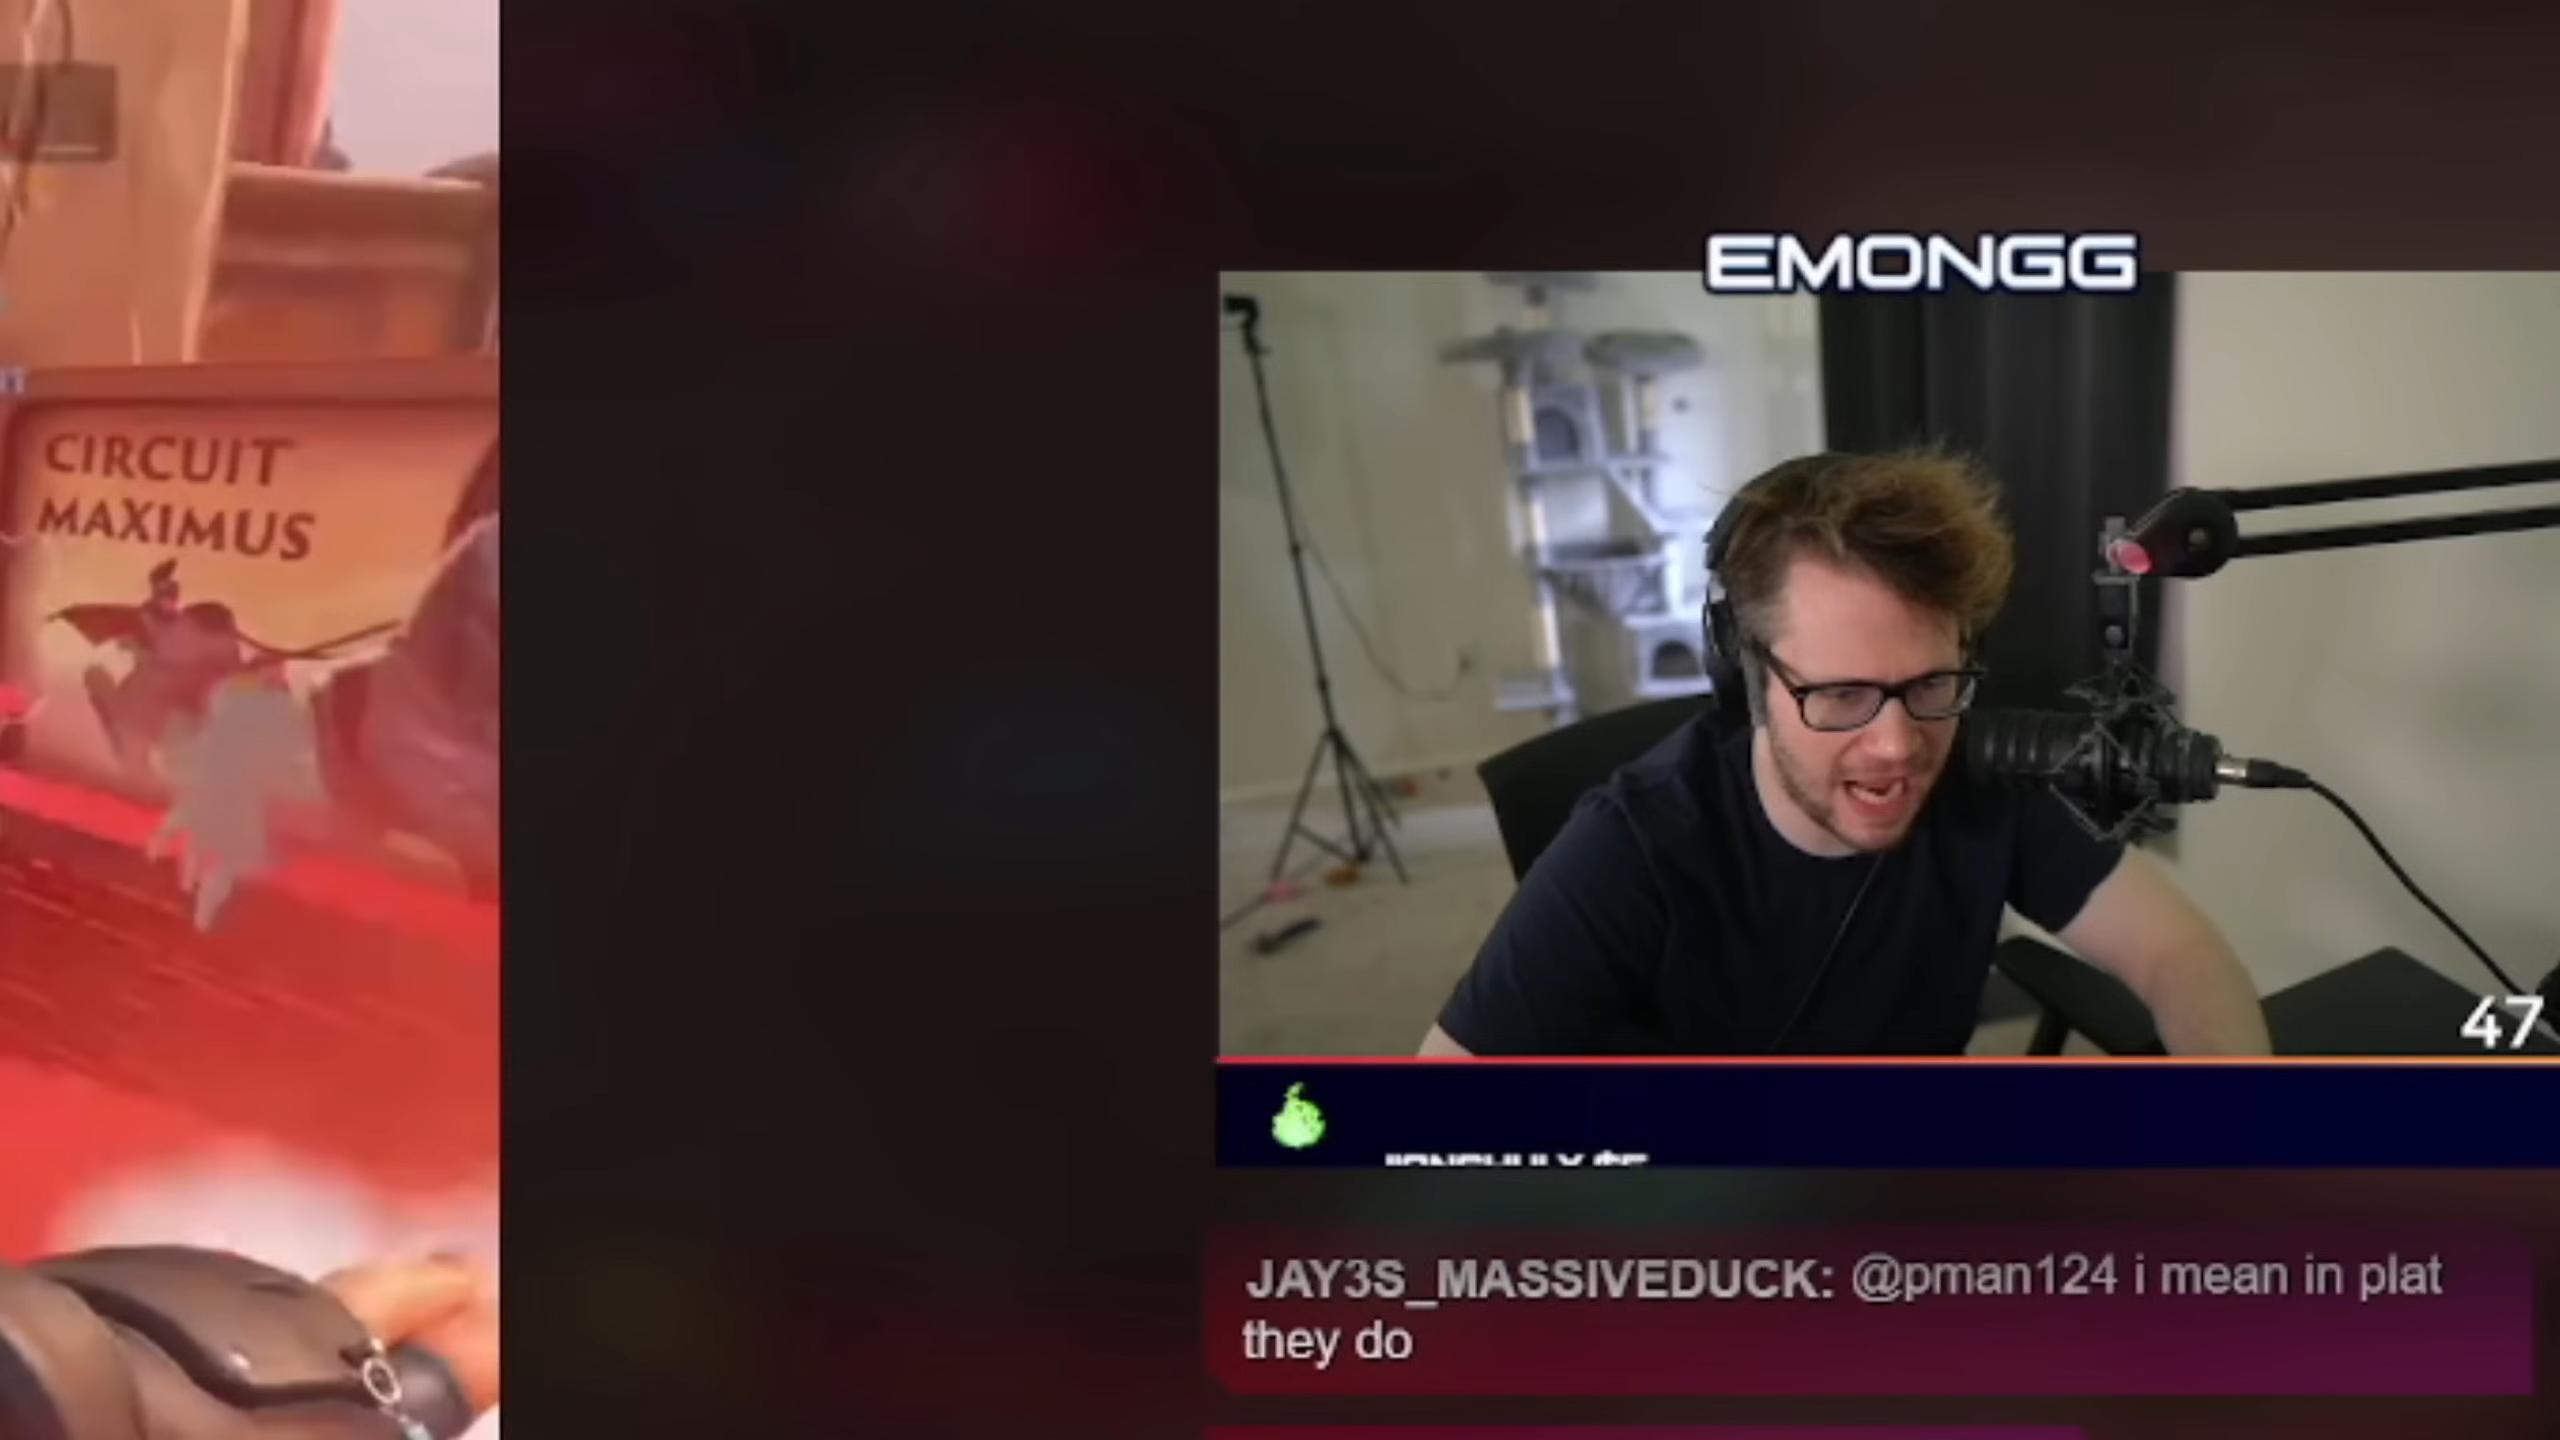 EMONGG
CIRCUIT
MAXIMUS
47
JAY3S_MASSIVEDUCK: @pman124 i mean in plat
they do